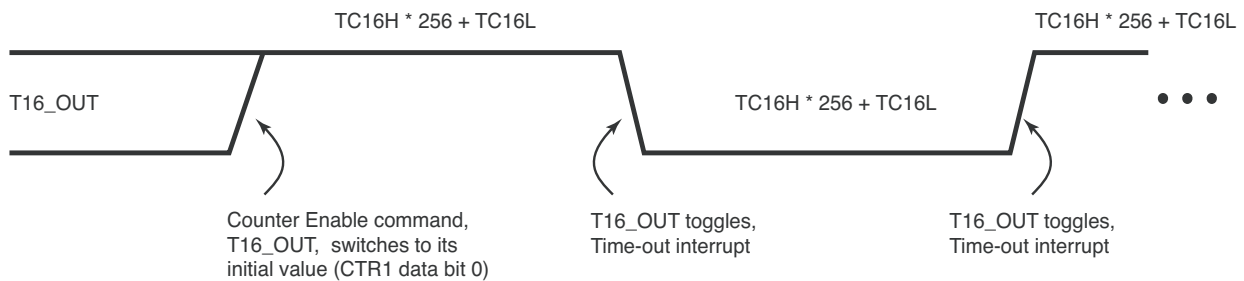 TC16H * 256 + TC16L
TC16H * 256 + TC16L
T16_OUT
TC16H * 256 + TC16L
Counter Enable command,
T16_OUT, switches to its
initial value (CTR1 data bit 0)
T16_OUT toggles,
Time-out interrupt
T16_OUT toggles,
Time-out interrupt